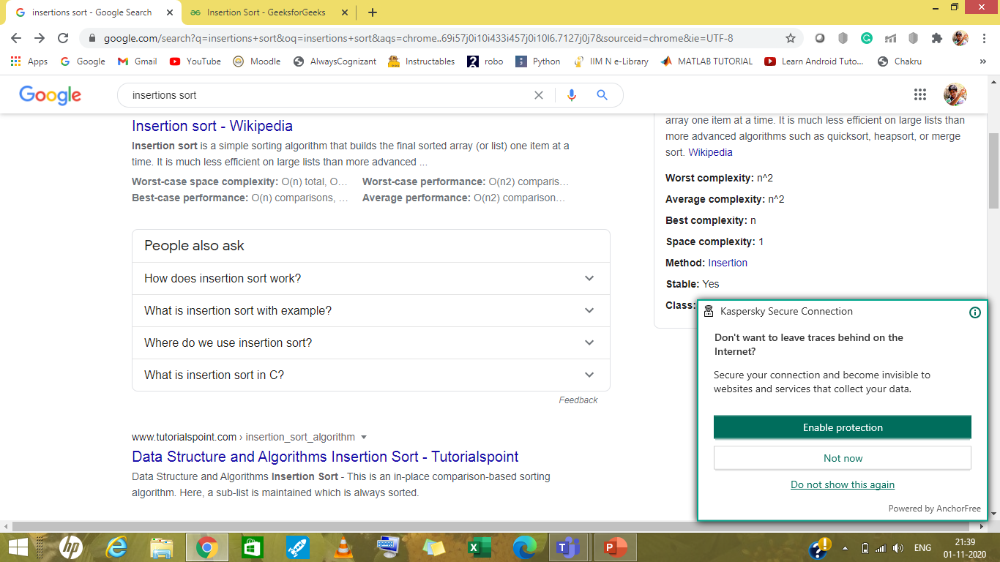 insertions sort - Google Search
Insertion Sort - GeeksforGeeks
google.com/search?q=insertions+sort&oq=insertions+sort&aqs=chrome..69i57j0i10i433i457j0i10l6.7127j0j7&sourceid=chrome&ie=UTF-8
Apps Google Gmail YouTube Moodle AlwaysCognizant Instructables robo Python IIM N e-Library MATLAB TUTORIAL Learn Android Tuto... Chakru »
Google
insertions sort
Insertion sort - Wikipedia
Insertion sort is a simple sorting algorithm that builds the final sorted array (or list) one item at a
time. It is much less efficient on large lists than more advanced ...
Worst-case space complexity: O(n) total, O… Worst-case performance: O(n2) comparis…
Best-case performance: O(n) comparisons, … Average performance: O(n2) comparison…
People also ask
How does insertion sort work?
What is insertion sort with example?
Where do we use insertion sort?
What is insertion sort in C?
Feedback
www.tutorialspoint.com › insertion_sort_algorithm
Data Structure and Algorithms Insertion Sort - Tutorialspoint
Data Structure and Algorithms Insertion Sort - This is an in-place comparison-based sorting
algorithm. Here, a sub-list is maintained which is always sorted.
array one item at a time. It is much less efficient on large lists than
more advanced algorithms such as quicksort, heapsort, or merge
sort. Wikipedia
Worst complexity: n^2
Average complexity: n^2
Best complexity: n
Space complexity: 1
Method: Insertion
Stable: Yes
Class:
Kaspersky Secure Connection
Don't want to leave traces behind on the
Internet?
Secure your connection and become invisible to
websites and services that collect your data.
Enable protection
Not now
Do not show this again
Powered by AnchorFree
hp
ENG
21:39
01-11-2020